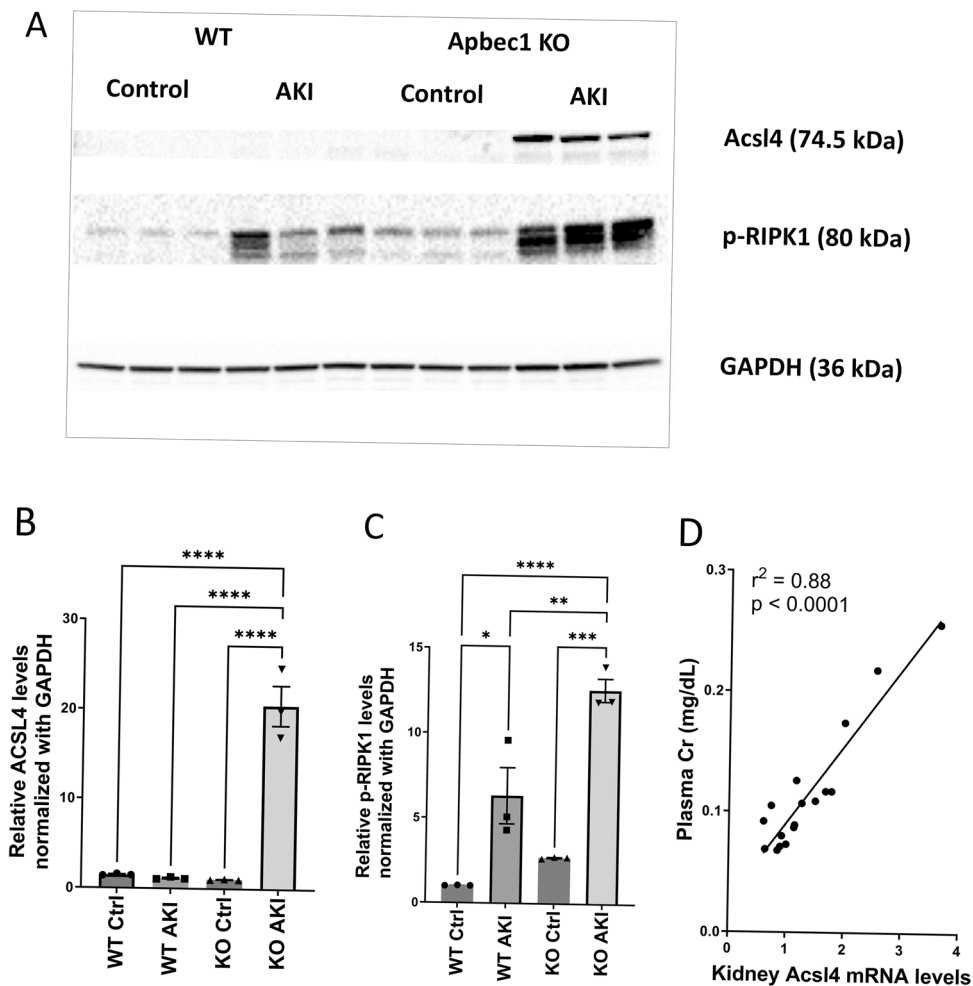 A
WT
Apbec1 KO
Control
AKI
Control
AKI
Acsl4 (74.5 kDa)
p-RIPK1 (80 kDa)
GAPDH (36 kDa)
B
****
****
****
Relative ACSL4 levels
normalized with GAPDH
30
20
10
0
WT Ctrl
WT AKI
KO Ctrl
KO AKI
C
****
**
*
***
Relative p-RIPK1 levels
normalized with GAPDH
15
10
5
0
WT Ctrl
WT AKI
KO Ctrl
KO AKI
D
r2 = 0.88
p < 0.0001
Plasma Cr (mg/dL)
0.3
0.2
0.1
0.0
0
1
2
3
4
Kidney Acsl4 mRNA levels